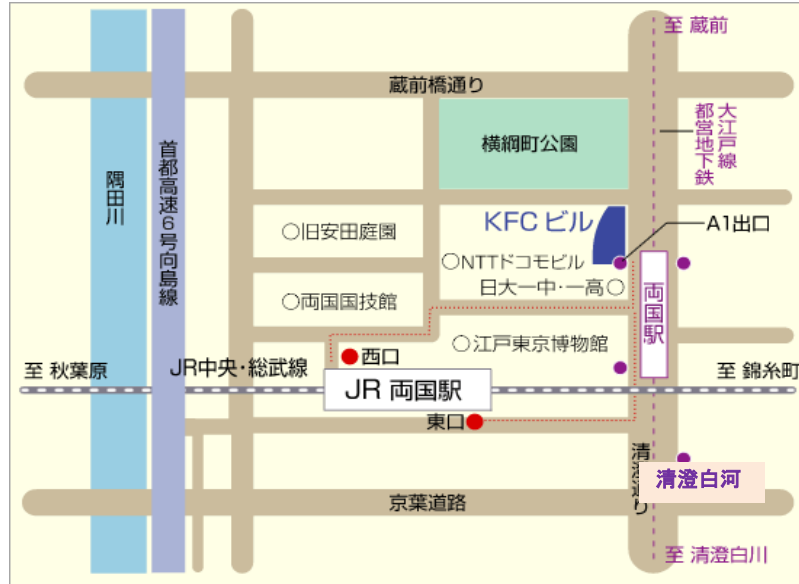 至 蔵前
蔵前橋通り
大江戸線
都営地下鉄
横綱町公園
隅田川
首都高速6号向島線
KFC ビル
A1出口
○旧安田庭園
○NTTドコモビル
日大一中・一高○
両国駅
○両国国技館
○江戸東京博物館
西口
至 秋葉原
JR中央・総武線
至 錦糸町
JR 両国駅
東口
清澄通り
清澄白河
京葉道路
至 清澄白川